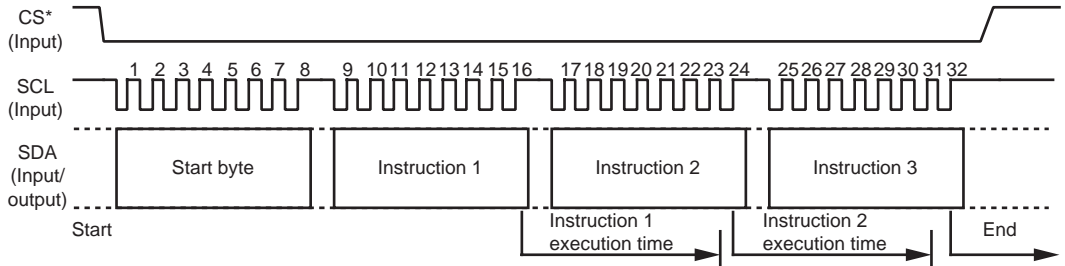 CS*
(Input)
1 2 3 4 5 6 7 8 9 10 11 12 13 14 15 16 17 18 19 20 21 22 23 24 25 26 27 28 29 30 31 32
SCL
(Input)
SDA
(Input/
output)
Start byte
Instruction 1
Instruction 2
Instruction 3
Start
Instruction 1
execution time
Instruction 2
execution time
End